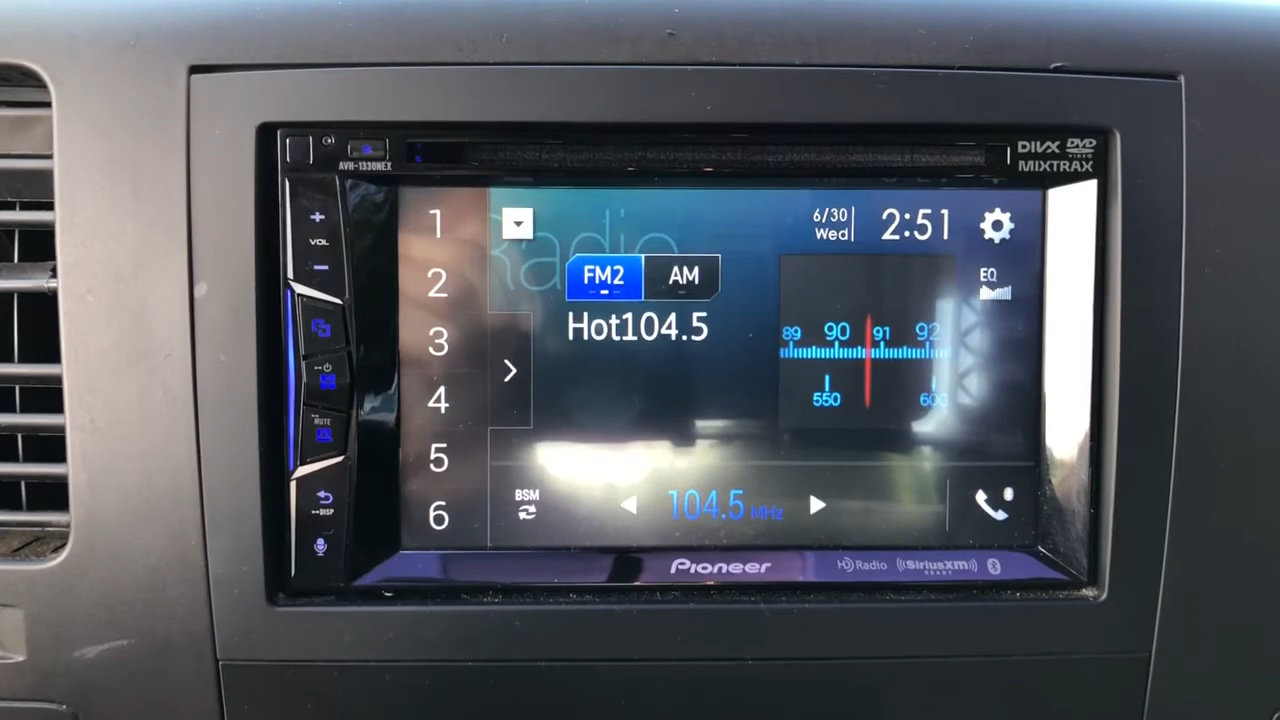 AVH-1330NEX
DIVX DVD VIDEO
MIXTRAX
+
VOL
−
MUTE
DISP
1
2
3
4
5
6
Radio
6/30
Wed
2:51
FM2 AM
Hot104.5
EQ
89 90 91 92
550 600
BSM
104.5 MHz
Pioneer
HD Radio
((SiriusXM))
READY